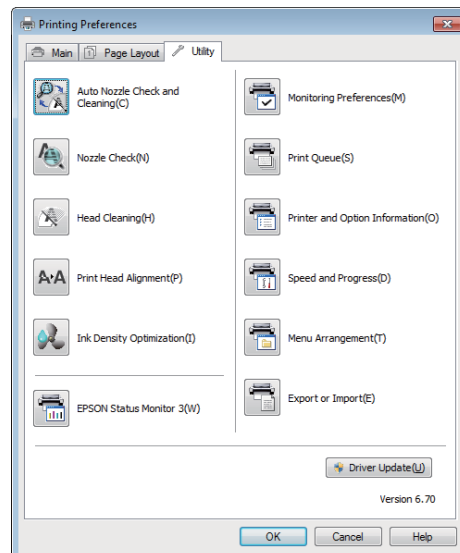 Printing Preferences
Main
Page Layout
Utility
Auto Nozzle Check and
Cleaning(C)
Nozzle Check(N)
Head Cleaning(H)
Print Head Alignment(P)
Ink Density Optimization(I)
EPSON Status Monitor 3(W)
Monitoring Preferences(M)
Print Queue(S)
Printer and Option Information(O)
Speed and Progress(D)
Menu Arrangement(T)
Export or Import(E)
Driver Update(U)
Version 6.70
OK
Cancel
Help